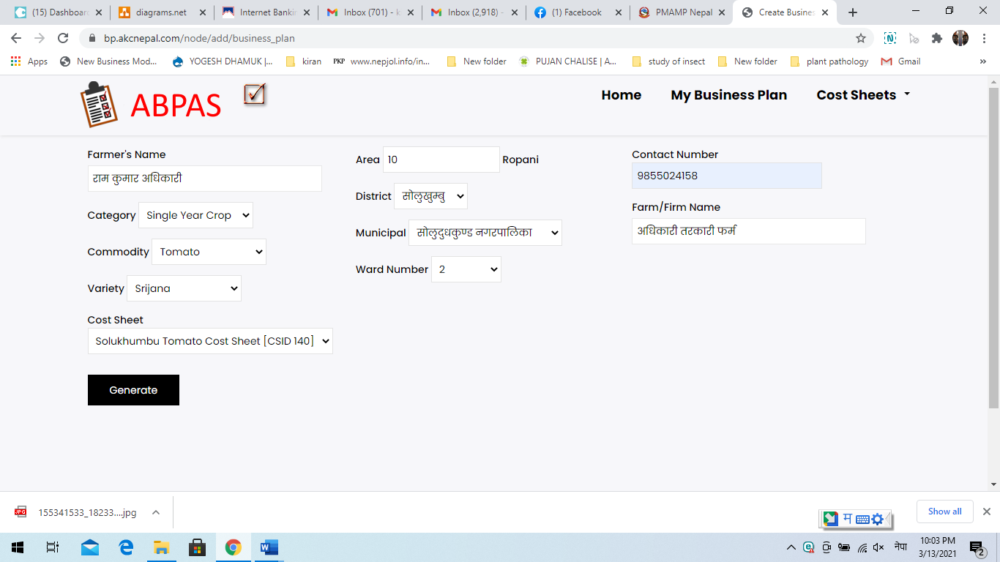 (15) Dashboard
diagrams.net
Internet Bankin
Inbox (701) - k
Inbox (2,918) -
(1) Facebook
PMAMP Nepal
Create Busines
bp.akcnepal.com/node/add/business_plan
Apps
New Business Mod...
YOGESH DHAMUK |...
kiran
PKP www.nepjol.info/in...
New folder
PUJAN CHALISE | A...
study of insect
New folder
plant pathology
Gmail
»
ABPAS
Home
My Business Plan
Cost Sheets
Farmer's Name
राम कुमार अधिकारी
Category Single Year Crop
Commodity Tomato
Variety Srijana
Cost Sheet
Solukhumbu Tomato Cost Sheet [CSID 140]
Generate
Area 10 Ropani
District सोलुखुम्बु
Municipal सोलुदुधकुण्ड नगरपालिका
Ward Number 2
Contact Number
9855024158
Farm/Firm Name
अधिकारी तरकारी फर्म
JPG
155341533_18233....jpg
म
Show all
नेपा
10:03 PM
3/13/2021
2